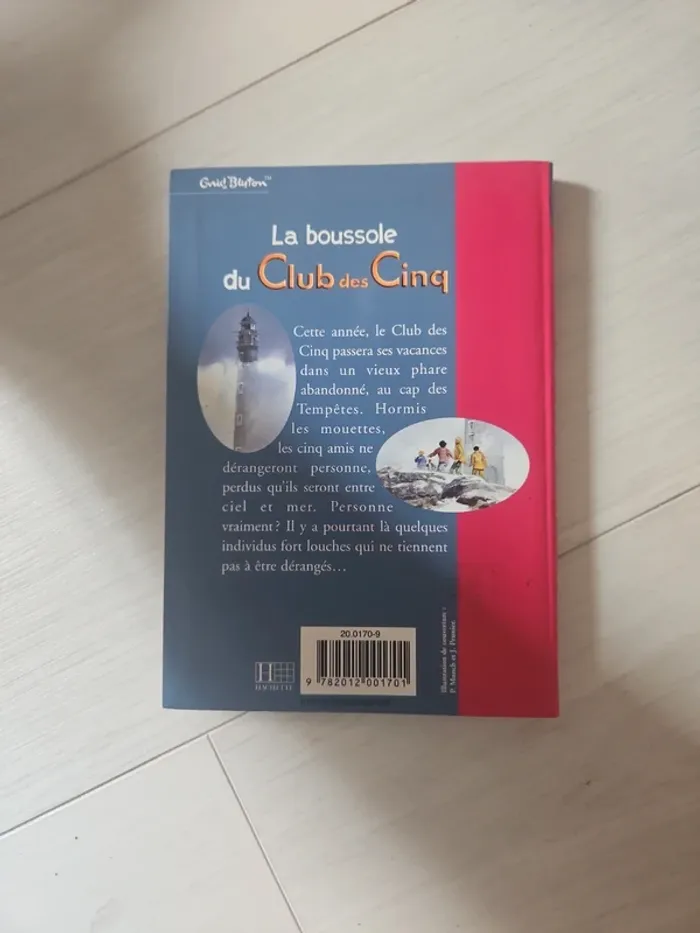 Enid Blyton™
La boussole
du Club des Cinq
Cette année, le Club des
Cinq passera ses vacances
dans un vieux phare
abandonné, au cap des
Tempêtes. Hormis
les mouettes,
les cinq amis ne
dérangeront personne,
perdus qu'ils seront entre
ciel et mer. Personne
vraiment ? Il y a pourtant là quelques
individus fort louches qui ne tiennent
pas à être dérangés…
20.0170-9
9 782012 001701
H
HACHETTE
Illustration de couverture :
P. Munch et J.